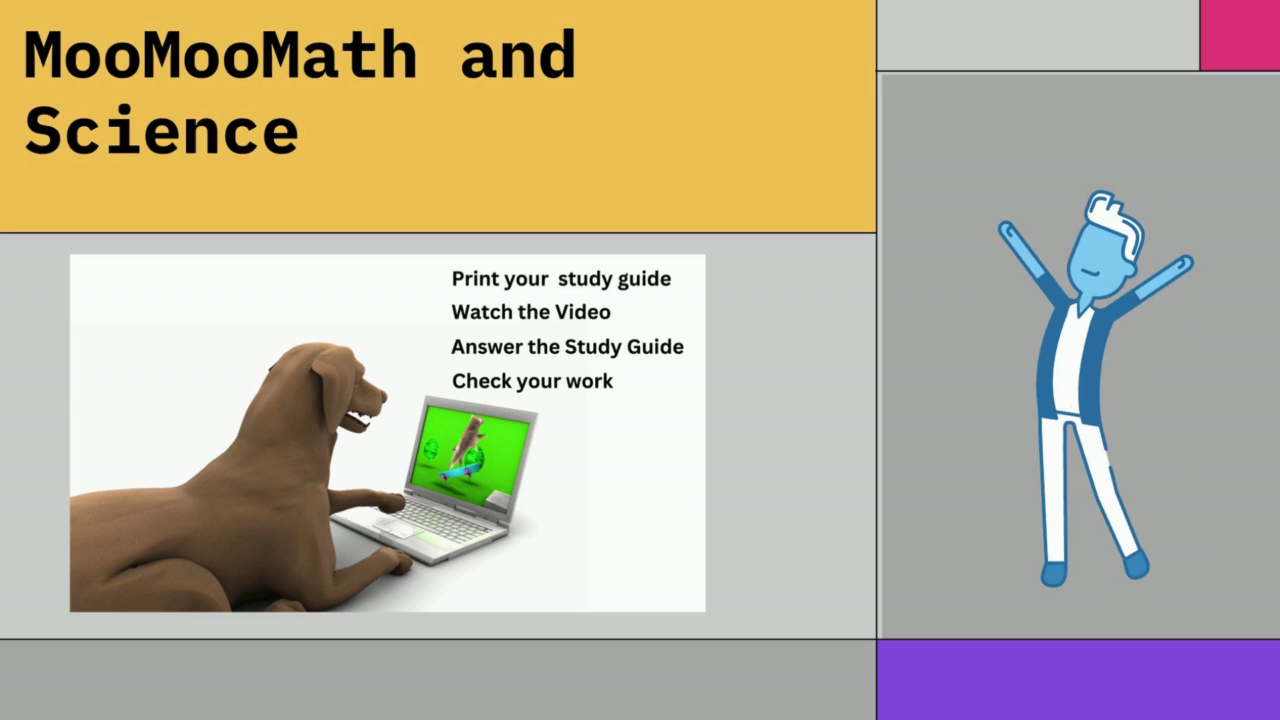 MooMooMath and
Science
Print your study guide
Watch the Video
Answer the Study Guide
Check your work